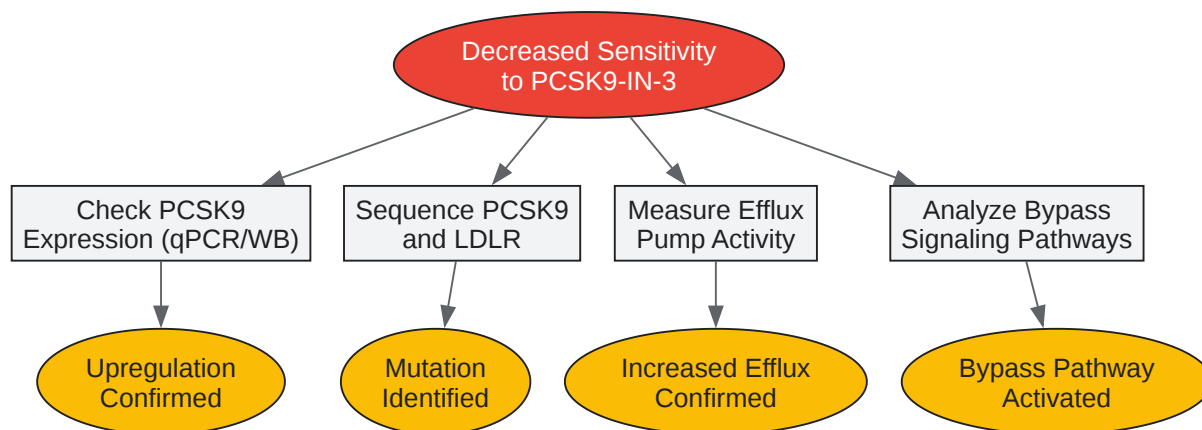 Decreased Sensitivity
to PCSK9-IN-3
Check PCSK9
Expression (qPCR/WB)
Sequence PCSK9
and LDLR
Measure Efflux
Pump Activity
Analyze Bypass
Signaling Pathways
Upregulation
Confirmed
Mutation
Identified
Increased Efflux
Confirmed
Bypass Pathway
Activated